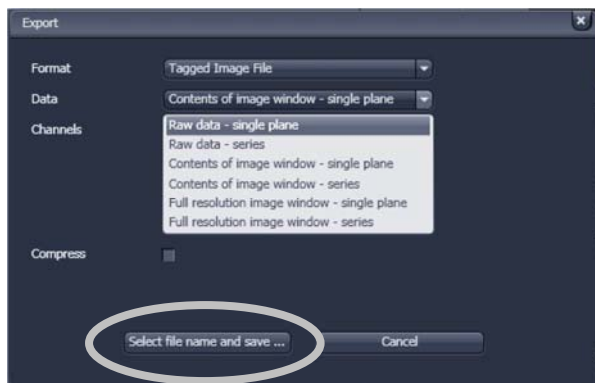 Export
Format Tagged Image File
Data Contents of image window - single plane
Channels Raw data - single plane
Raw data - series
Contents of image window - single plane
Contents of image window - series
Full resolution image window - single plane
Full resolution image window - series
Compress
Select file name and save ... Cancel